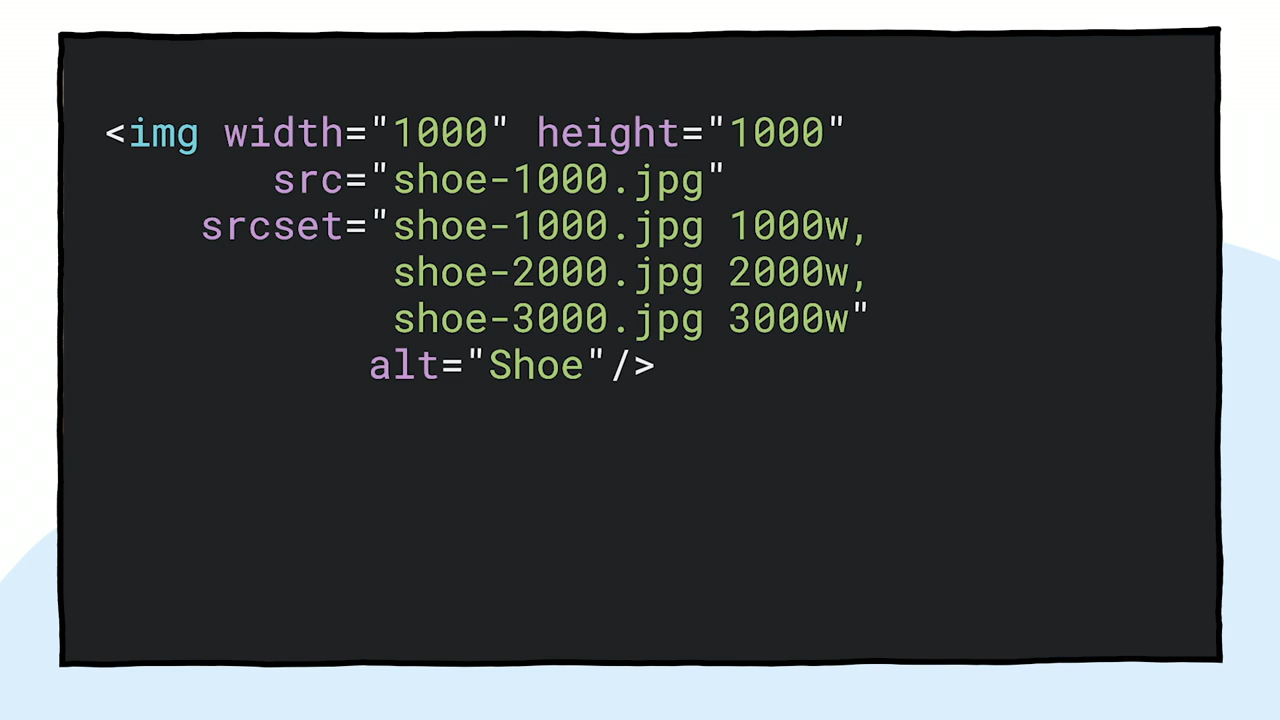 <img width="1000" height="1000"
src="shoe-1000.jpg"
srcset="shoe-1000.jpg 1000w,
shoe-2000.jpg 2000w,
shoe-3000.jpg 3000w"
alt="Shoe"/>